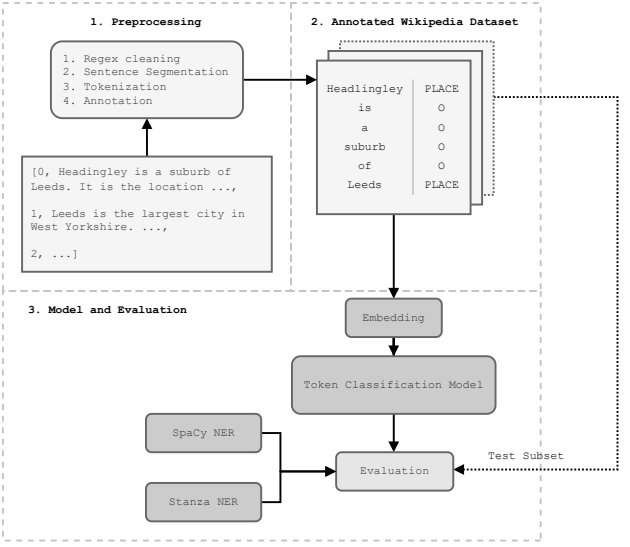 1. Preprocessing
1. Regex cleaning
2. Sentence Segmentation
3. Tokenization
4. Annotation
[0, Headingley is a suburb of
Leeds. It is the location ...,
1, Leeds is the largest city in
West Yorkshire. ...,
2, ...]
2. Annotated Wikipedia Dataset
Headlingley PLACE
is O
a O
suburb O
of O
Leeds PLACE
3. Model and Evaluation
Embedding
Token Classification Model
SpaCy NER
Evaluation
Test Subset
Stanza NER